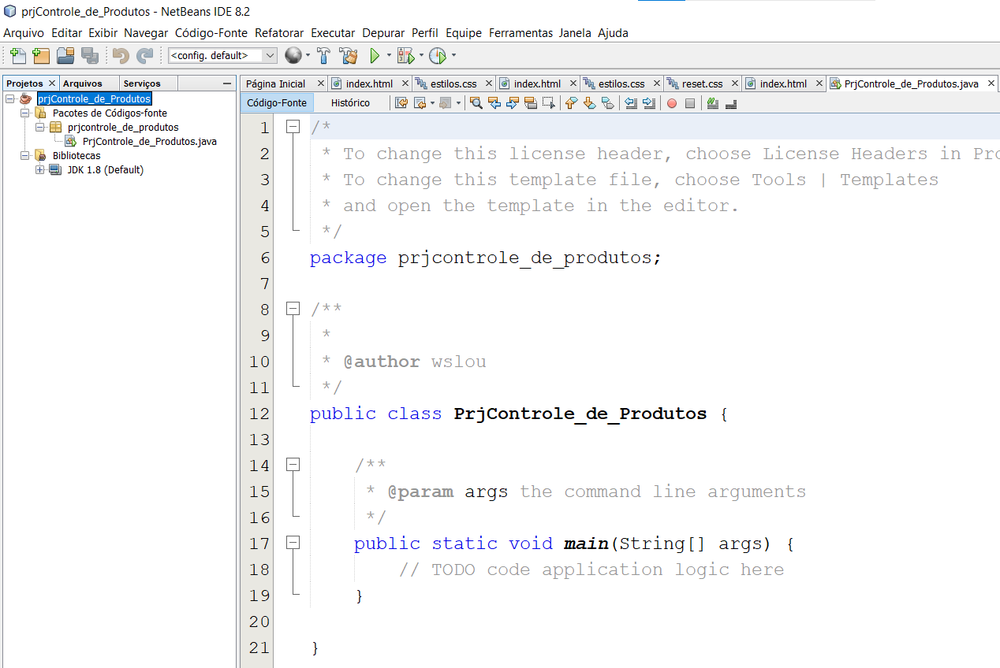 prjControle_de_Produtos - NetBeans IDE 8.2
Arquivo Editar Exibir Navegar Código-Fonte Refatorar Executar Depurar Perfil Equipe Ferramentas Janela Ajuda
<config. default>
Projetos Arquivos Serviços
prjControle_de_Produtos
Pacotes de Códigos-fonte
prjcontrole_de_produtos
PrjControle_de_Produtos.java
Bibliotecas
JDK 1.8 (Default)
Página Inicial index.html estilos.css index.html estilos.css reset.css index.html PrjControle_de_Produtos.java
Código-Fonte Histórico
1 /*
2 * To change this license header, choose License Headers in Pro
3 * To change this template file, choose Tools | Templates
4 * and open the template in the editor.
5 */
6 package prjcontrole_de_produtos;
7
8 /**
9 *
10 * @author wslou
11 */
12 public class PrjControle_de_Produtos {
13
14 /**
15 * @param args the command line arguments
16 */
17 public static void main(String[] args) {
18 // TODO code application logic here
19 }
20
21 }